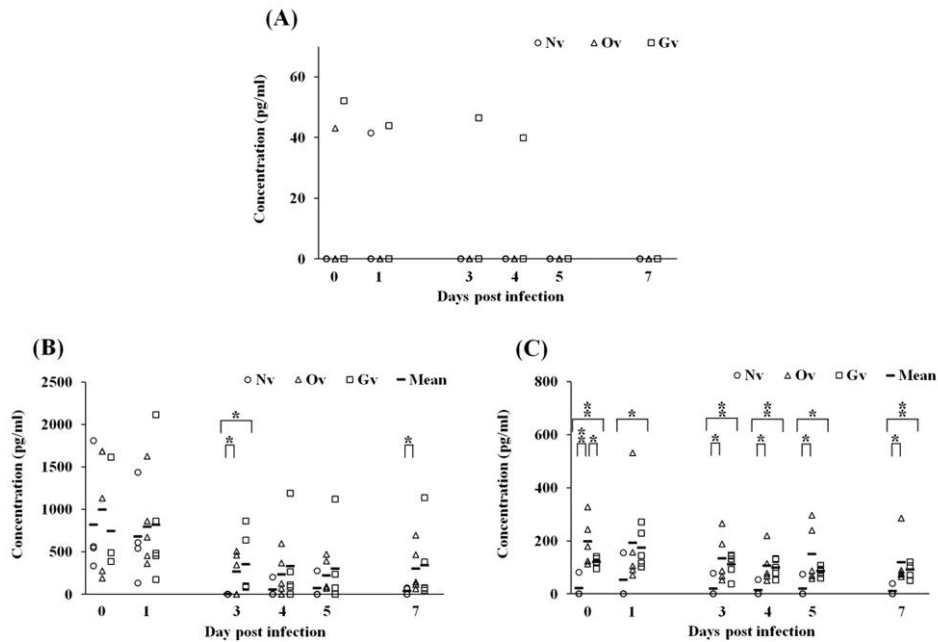 (A)
Nv Ov Gv
Concentration (pg/ml)
60
40
20
0
0 1 3 4 5 7
Days post infection
(B)
Nv Ov Gv Mean
Concentration (pg/ml)
2500
2000
1500
1000
500
0
* * *
0 1 3 4 5 7
Day post infection
(C)
Nv Ov Gv Mean
Concentration (pg/ml)
800
600
400
200
0
** * ** ** * **
** * * * * *
0 1 3 4 5 7
Days post infection